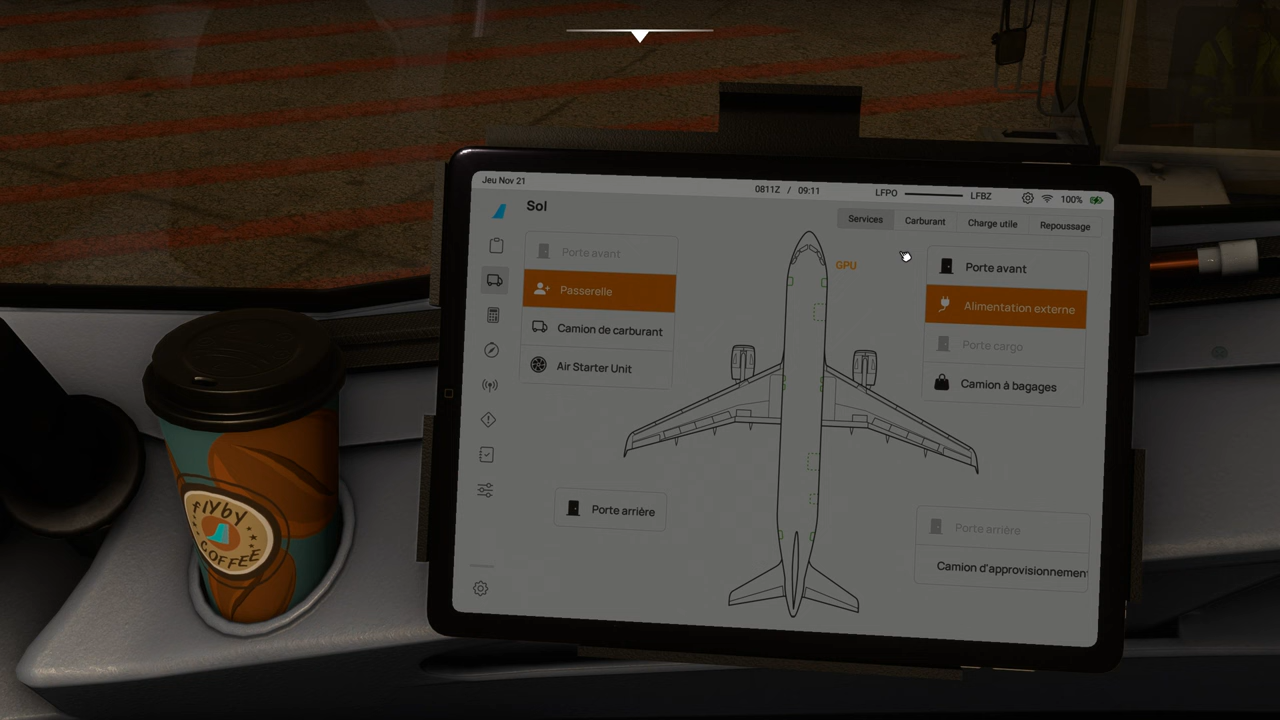 Jeu Nov 21
0811Z / 09:11
LFPO
LFBZ
100%
Sol
Services
Carburant
Charge utile
Repoussage
Porte avant
Passerelle
Camion de carburant
Air Starter Unit
GPU
Porte avant
Alimentation externe
Porte cargo
Camion à bagages
Porte arrière
Porte arrière
Camion d'approvisionnemen
flyby
COFFEE